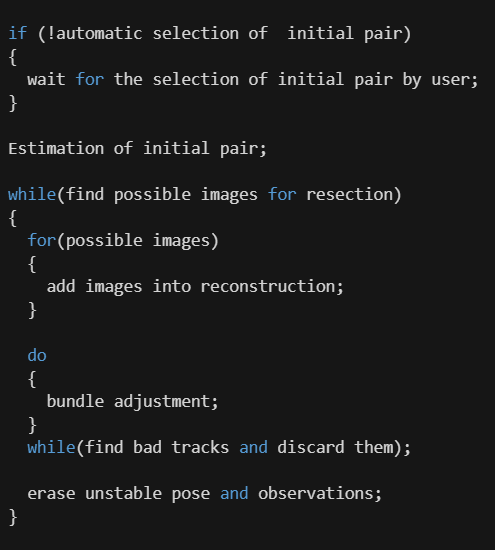 if (!automatic selection of  initial pair)
{
  wait for the selection of initial pair by user;
}

Estimation of initial pair;

while(find possible images for resection)
{
  for(possible images)
  {
    add images into reconstruction;
  }

  do
  {
    bundle adjustment;
  }
  while(find bad tracks and discard them);

  erase unstable pose and observations;
}